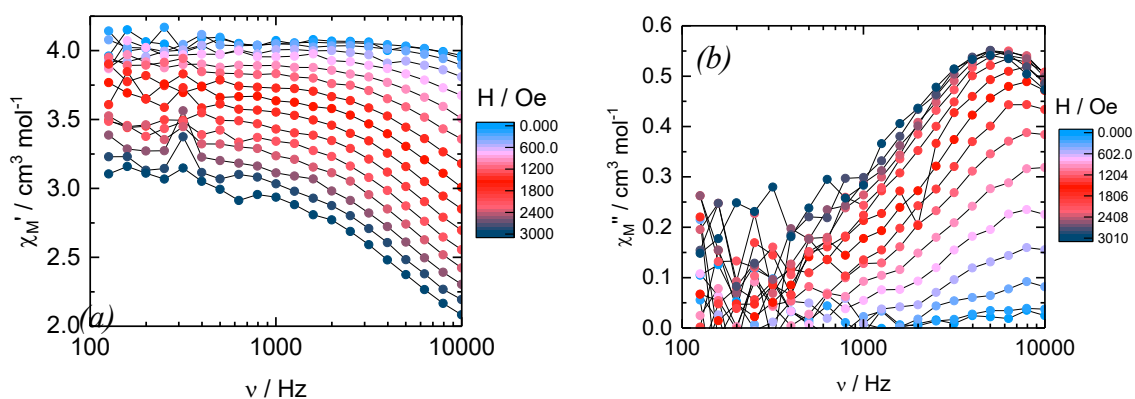 4.0
3.5
3.0
2.5
2.0
χM' / cm³ mol⁻¹
(a)
100 1000 10000
ν / Hz
H / Oe
0.000
600.0
1200
1800
2400
3000
0.6
0.5
0.4
0.3
0.2
0.1
0.0
χM'' / cm³ mol⁻¹
(b)
100 1000 10000
ν / Hz
H / Oe
0.000
602.0
1204
1806
2408
3010